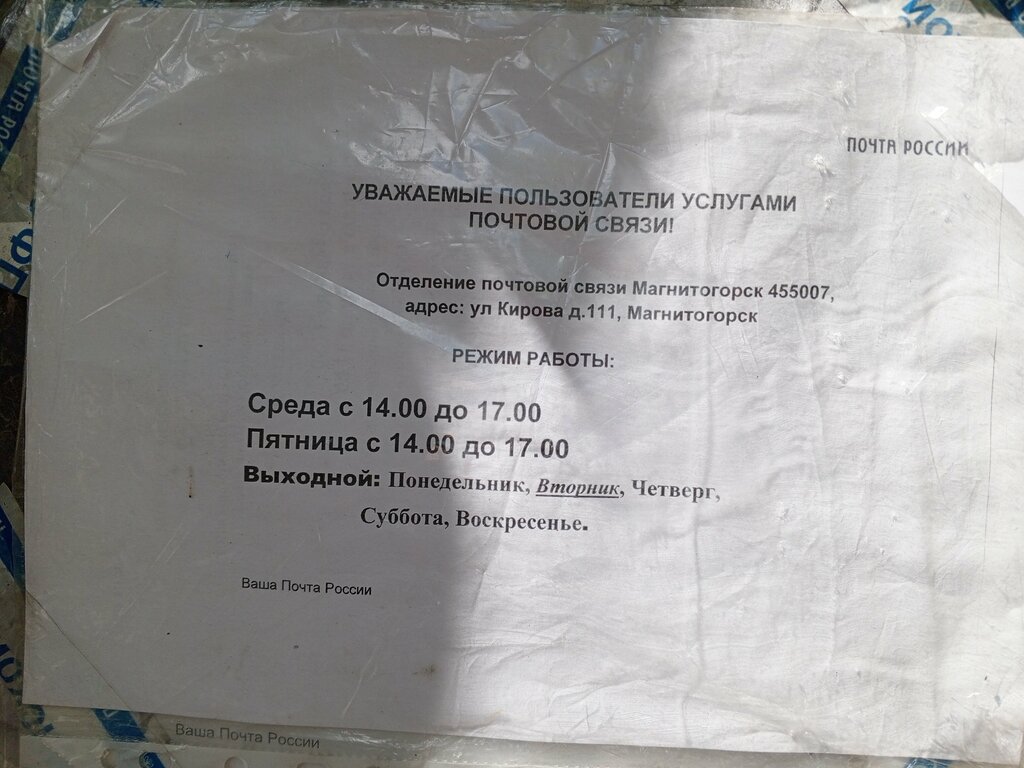 ПОЧТА РОССИИ
УВАЖАЕМЫЕ ПОЛЬЗОВАТЕЛИ УСЛУГАМИ
ПОЧТОВОЙ СВЯЗИ!
Отделение почтовой связи Магнитогорск 455007,
адрес: ул Кирова д.111, Магнитогорск
РЕЖИМ РАБОТЫ:
Среда с 14.00 до 17.00
Пятница с 14.00 до 17.00
Выходной: Понедельник, Вторник, Четверг,
Суббота, Воскресенье.
Ваша Почта России
Ваша Почта России